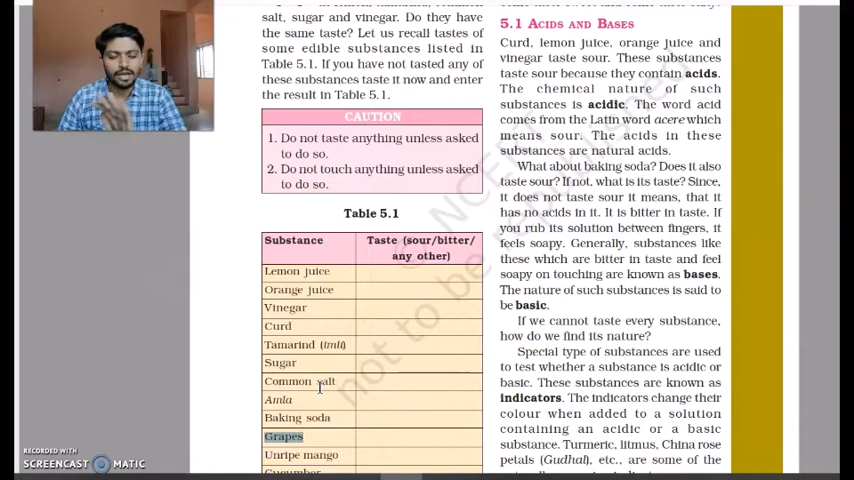 salt, sugar and vinegar. Do they have
the same taste? Let us recall tastes of
some edible substances listed in
Table 5.1. If you have not tasted any of
these substances taste it now and enter
the result in Table 5.1.
CAUTION
1. Do not taste anything unless asked
to do so.
2. Do not touch anything unless asked
to do so.
Table 5.1
Substance Taste (sour/bitter/
any other)
Lemon juice
Orange juice
Vinegar
Curd
Tamarind (imli)
Sugar
Common salt
Amla
Baking soda
Grapes
Unripe mango
Cucumber
5.1 ACIDS AND BASES
Curd, lemon juice, orange juice and
vinegar taste sour. These substances
taste sour because they contain acids.
The chemical nature of such
substances is acidic. The word acid
comes from the Latin word acere which
means sour. The acids in these
substances are natural acids.
What about baking soda? Does it also
taste sour? If not, what is its taste? Since,
it does not taste sour it means, that it
has no acids in it. It is bitter in taste. If
you rub its solution between fingers, it
feels soapy. Generally, substances like
these which are bitter in taste and feel
soapy on touching are known as bases.
The nature of such substances is said to
be basic.
If we cannot taste every substance,
how do we find its nature?
Special type of substances are used
to test whether a substance is acidic or
basic. These substances are known as
indicators. The indicators change their
colour when added to a solution
containing an acidic or a basic
substance. Turmeric, litmus, China rose
petals (Gudhal), etc., are some of the
© NCERT
not to be republished
RECORDED WITH
SCREENCAST MATIC